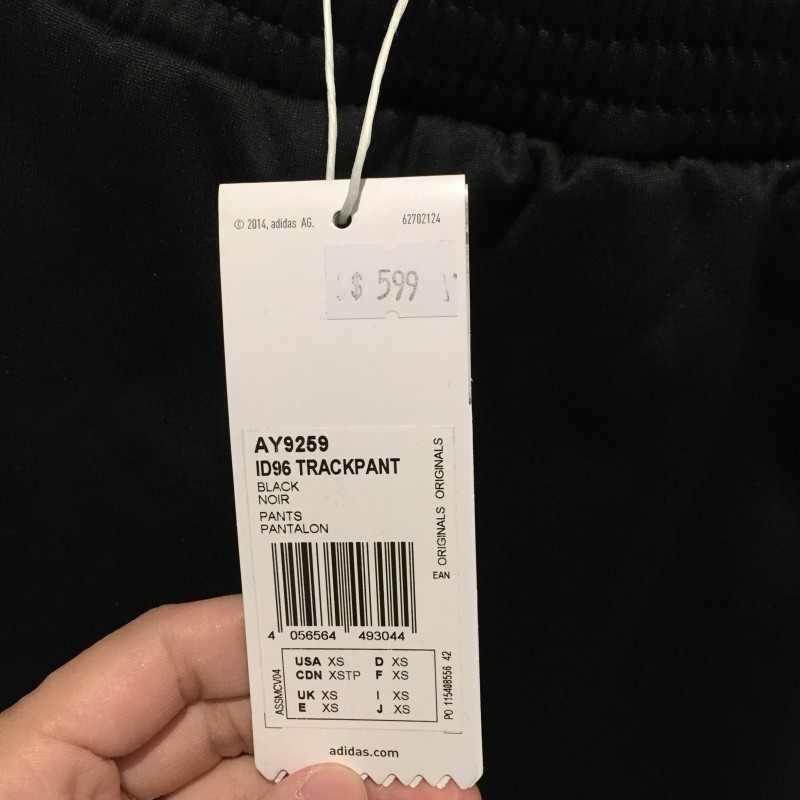 © 2014, adidas AG.
62702124
$ 599
AY9259
ID96 TRACKPANT
BLACK
NOIR
PANTS
PANTALON
ORIGINALS ORIGINALS
EAN
4 056564 493044
ASSMCV04
USA XS D XS
CDN XSTP F XS
UK XS I XS
E XS J XS
PO 115408556 42
adidas.com